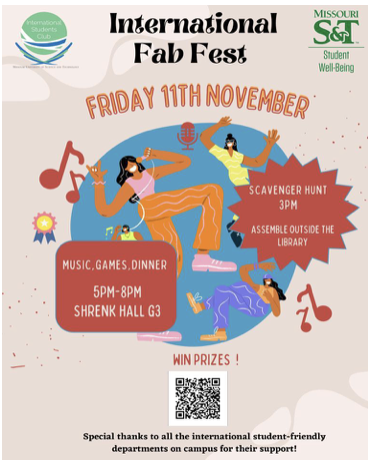 International
Students
Club
International
Fab Fest
MISSOURI
S&T
Student
Well-Being
FRIDAY 11TH NOVEMBER
SCAVENGER HUNT
3PM
ASSEMBLE OUTSIDE THE
LIBRARY
MUSIC,GAMES,DINNER
5PM-8PM
SHRENK HALL G3
WIN PRIZES !
Special thanks to all the international student-friendly
departments on campus for their support!